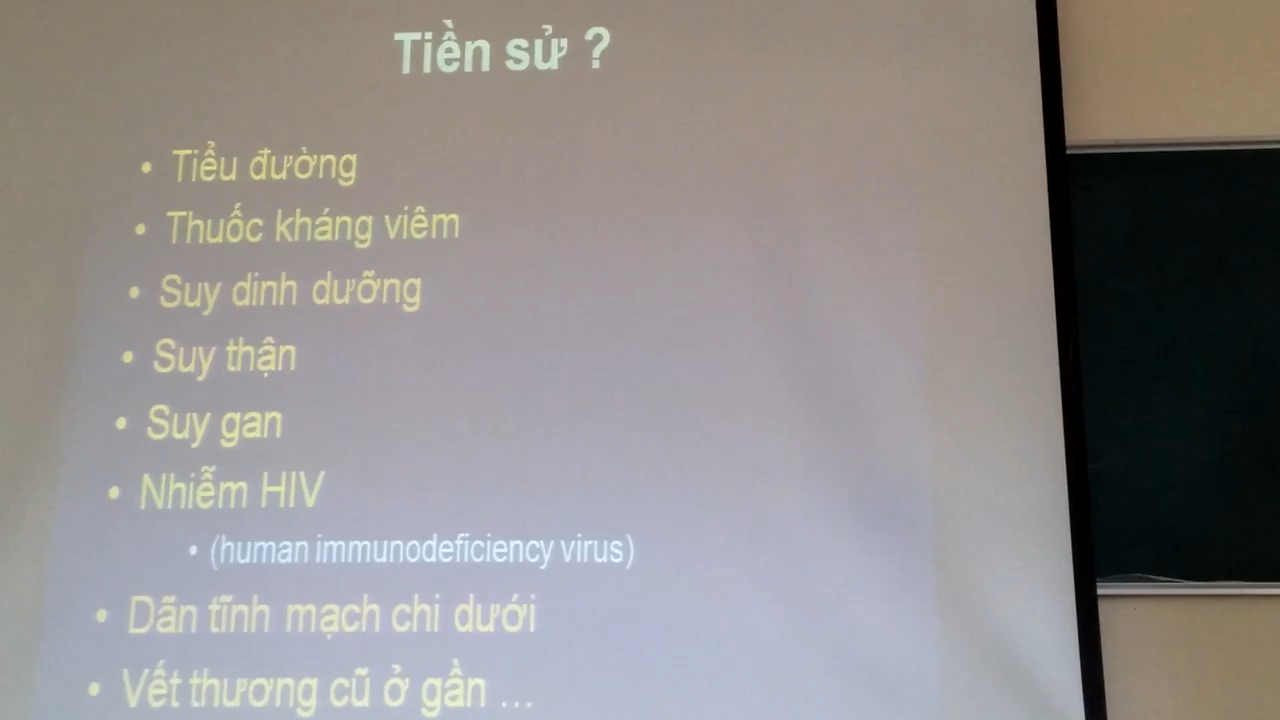 Tiền sử ?
• Tiểu đường
• Thuốc kháng viêm
• Suy dinh dưỡng
• Suy thận
• Suy gan
• Nhiễm HIV
• (human immunodeficiency virus)
• Dãn tĩnh mạch chi dưới
• Vết thương cũ ở gần ...